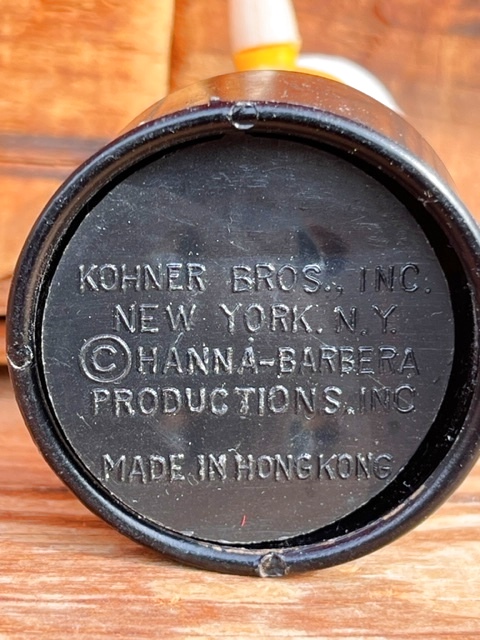 KOHNER BROS., INC.
NEW YORK. N.Y.
©HANNA-BARBERA
PRODUCTIONS.INC
MADE IN HONG KONG